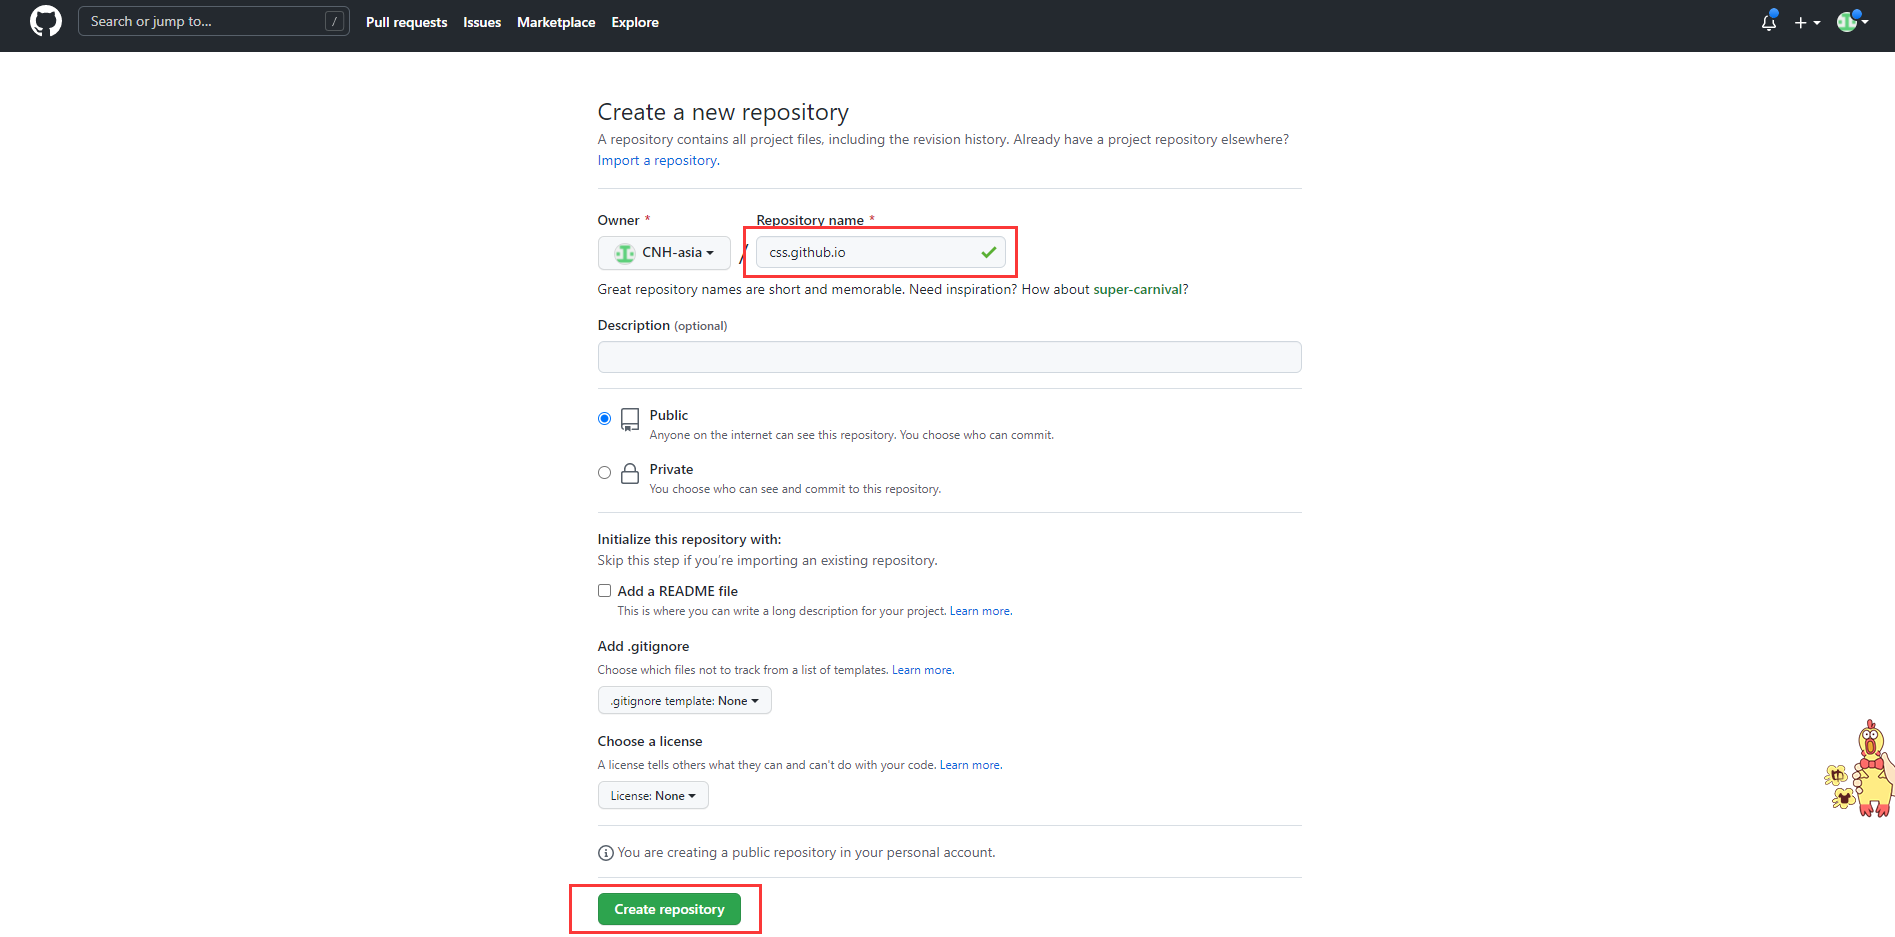 Search or jump to... /
Pull requests Issues Marketplace Explore
Create a new repository
A repository contains all project files, including the revision history. Already have a project repository elsewhere?
Import a repository.
Owner * Repository name *
CNH-asia / css.github.io
Great repository names are short and memorable. Need inspiration? How about super-carnival?
Description (optional)
Public
Anyone on the internet can see this repository. You choose who can commit.
Private
You choose who can see and commit to this repository.
Initialize this repository with:
Skip this step if you’re importing an existing repository.
Add a README file
This is where you can write a long description for your project. Learn more.
Add .gitignore
Choose which files not to track from a list of templates. Learn more.
.gitignore template: None
Choose a license
A license tells others what they can and can't do with your code. Learn more.
License: None
You are creating a public repository in your personal account.
Create repository